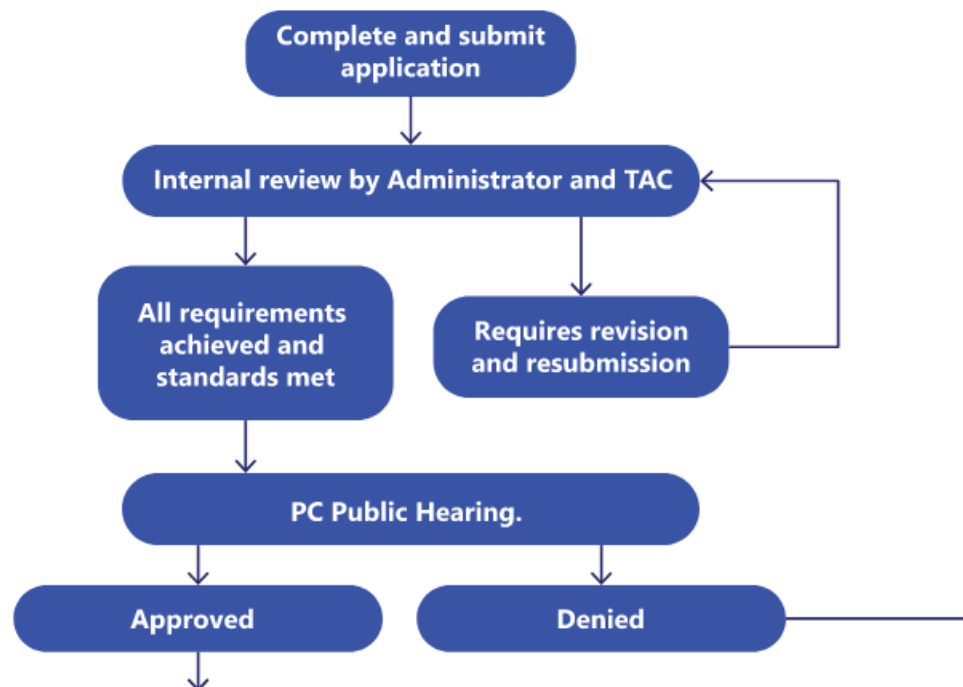 Complete and submit
application
Internal review by Administrator and TAC
All requirements
achieved and
standards met
Requires revision
and resubmission
PC Public Hearing.
Approved
Denied